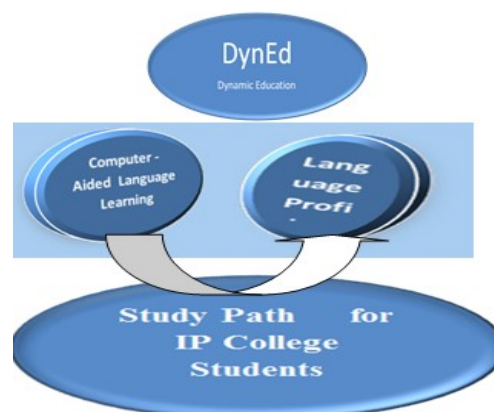 DynEd
Dynamic Education
Computer -
Aided Language
Learning
Lang
uage
Profi
Study Path for
IP College
Students